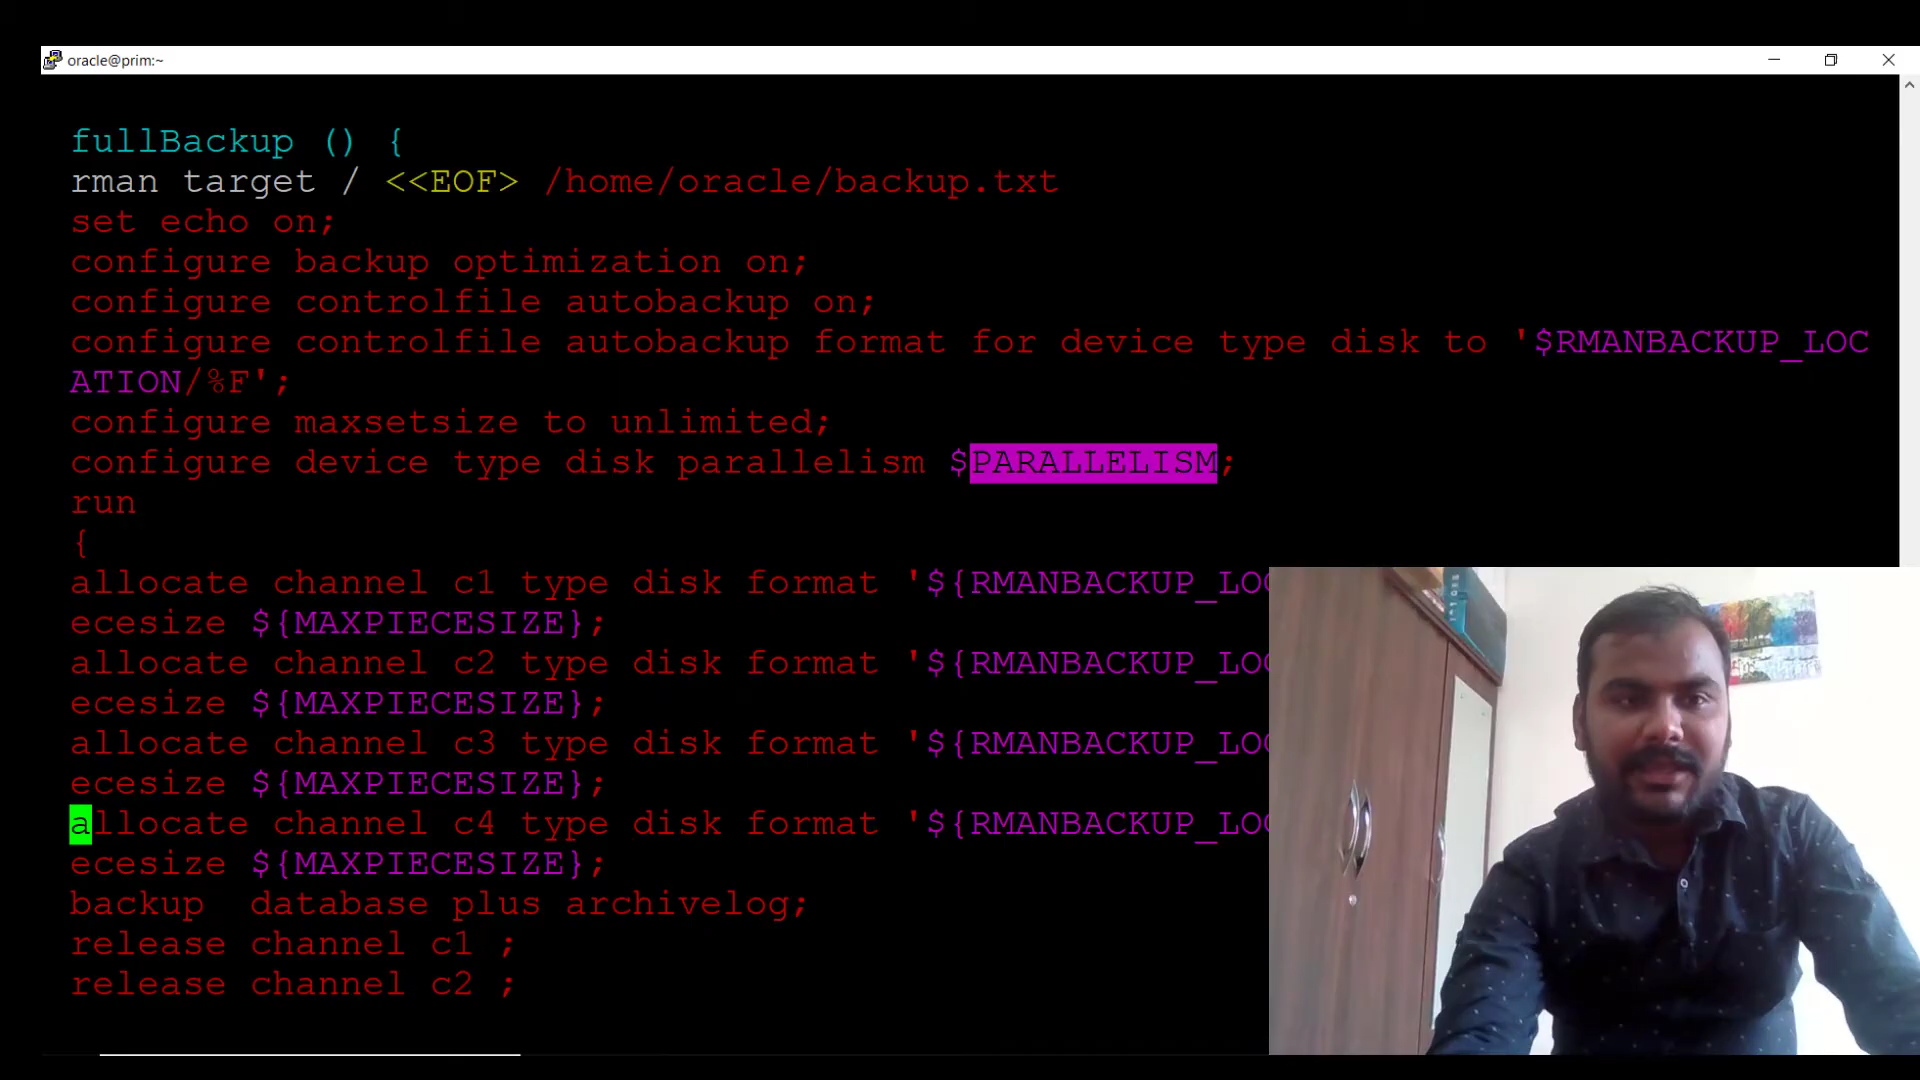 oracle@prim:~
fullBackup () {
rman target / <<EOF> /home/oracle/backup.txt
set echo on;
configure backup optimization on;
configure controlfile autobackup on;
configure controlfile autobackup format for device type disk to '$RMANBACKUP_LOC
ATION/%F';
configure maxsetsize to unlimited;
configure device type disk parallelism $PARALLELISM;
run
{
allocate channel c1 type disk format '${RMANBACKUP_LO
ecesize ${MAXPIECESIZE};
allocate channel c2 type disk format '${RMANBACKUP_LO
ecesize ${MAXPIECESIZE};
allocate channel c3 type disk format '${RMANBACKUP_LO
ecesize ${MAXPIECESIZE};
allocate channel c4 type disk format '${RMANBACKUP_LO
ecesize ${MAXPIECESIZE};
backup  database plus archivelog;
release channel c1 ;
release channel c2 ;